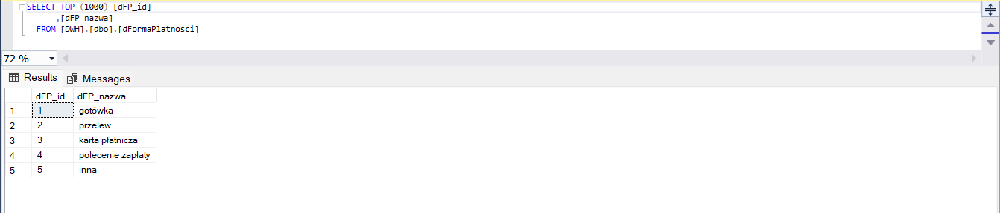 SELECT TOP (1000) [dFP_id]
,[dFP_nazwa]
FROM [DWH].[dbo].[dFormaPlatnosci]
72 %
Results Messages
dFP_id dFP_nazwa
1 1 gotówka
2 2 przelew
3 3 karta płatnicza
4 4 polecenie zapłaty
5 5 inna